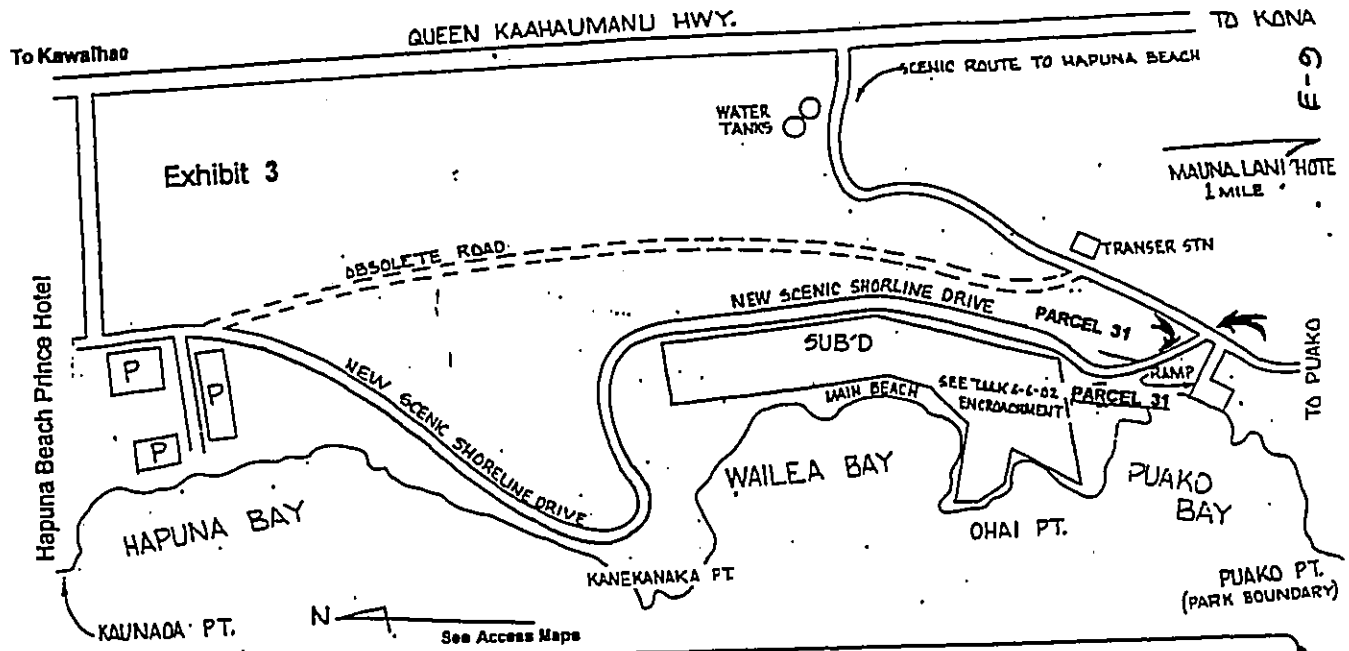 To Kawaihae
QUEEN KAAHAUMANU HWY.
TO KONA
SCENIC ROUTE TO HAPUNA BEACH
E-9
WATER
TANKS
Exhibit 3
MAUNA LANI HOTE
1 MILE
TRANSER STN
OBSOLETE ROAD
NEW SCENIC SHORLINE DRIVE
PARCEL 31
Hapuna Beach Prince Hotel
P
P
P
SUB'D
RAMP
TO PUAKO
NEW SCENIC SHORELINE DRIVE
MAIN BEACH
SEE 6-6-02
ENCROACHMENT
PARCEL 31
HAPUNA BAY
WAILEA BAY
PUAKO
BAY
OHAI PT.
KANEKANAKA PT
PUAKO PT.
(PARK BOUNDARY)
KAUNAOA PT.
N
See Access Maps